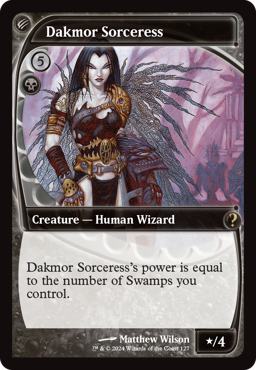 Dakmor Sorceress
5
Creature — Human Wizard
Dakmor Sorceress's power is equal
to the number of Swamps you
control.
Matthew Wilson
™ & © 2024 Wizards of the Coast 127
★/4